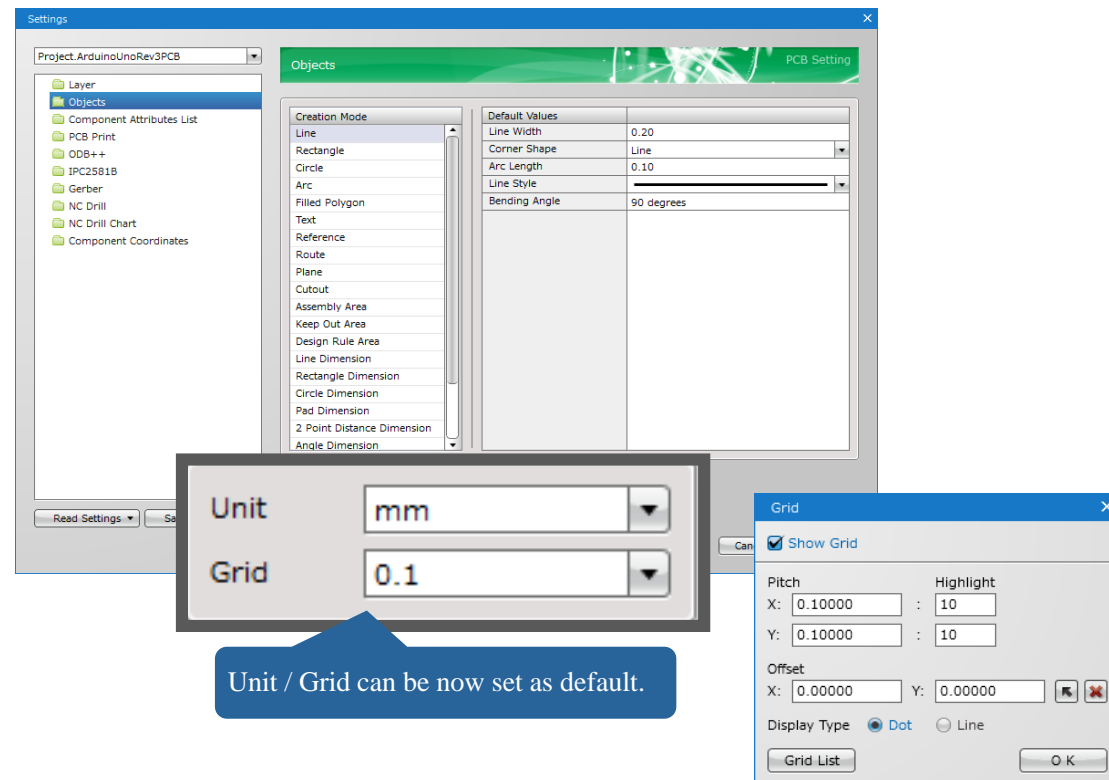 Settings
Project.ArduinoUnoRev3PCB
Layer
Objects
Component Attributes List
PCB Print
ODB++
IPC2581B
Gerber
NC Drill
NC Drill Chart
Component Coordinates
Read Settings
Objects
PCB Setting
Creation Mode
Line
Rectangle
Circle
Arc
Filled Polygon
Text
Reference
Route
Plane
Cutout
Assembly Area
Keep Out Area
Design Rule Area
Line Dimension
Rectangle Dimension
Circle Dimension
Pad Dimension
2 Point Distance Dimension
Angle Dimension
Default Values
Line Width 0.20
Corner Shape Line
Arc Length 0.10
Line Style
Bending Angle 90 degrees
Unit mm
Grid 0.1
Unit / Grid can be now set as default.
Grid
Show Grid
Pitch Highlight
X: 0.10000 : 10
Y: 0.10000 : 10
Offset
X: 0.00000 Y: 0.00000
Display Type Dot Line
Grid List O K